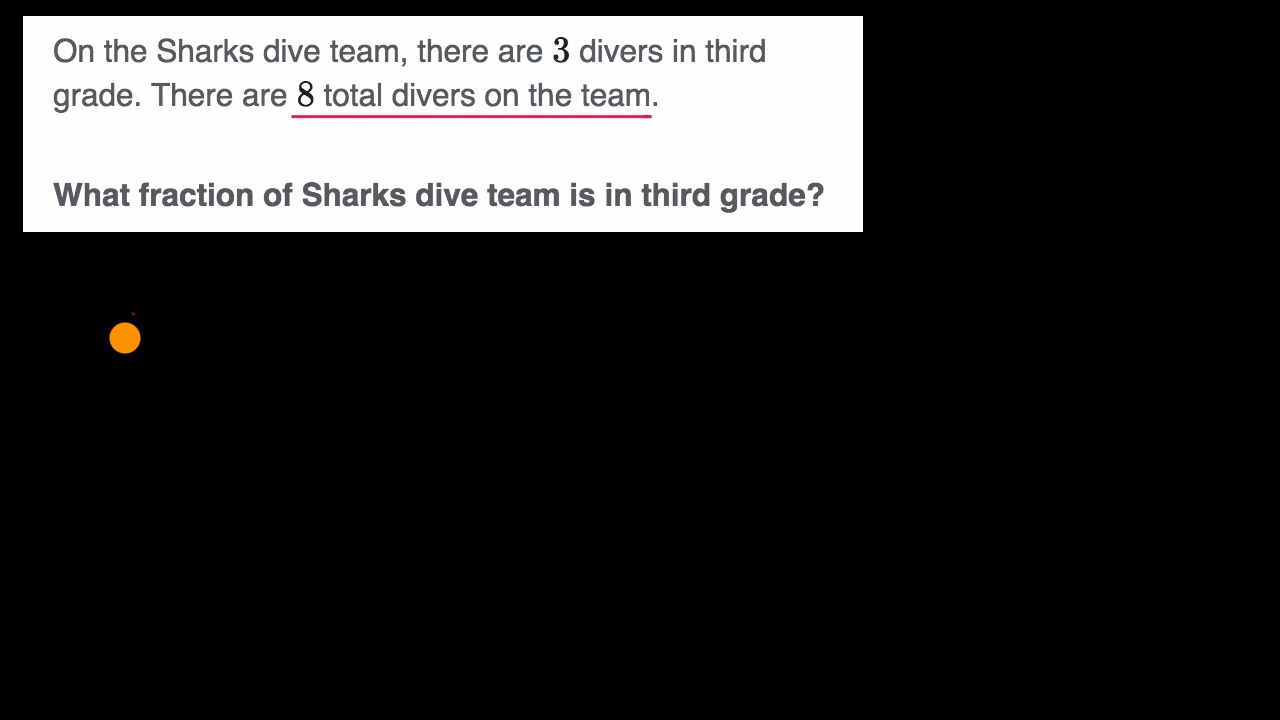 On the Sharks dive team, there are 3 divers in third
grade. There are 8 total divers on the team.
What fraction of Sharks dive team is in third grade?